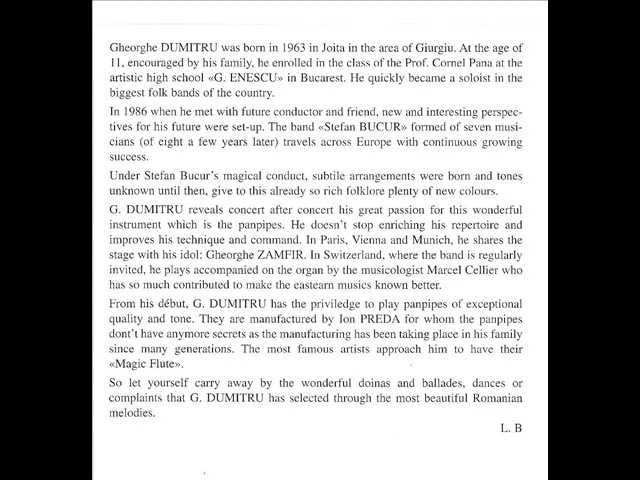 Gheorghe DUMITRU was born in 1963 in Joita in the area of Giurgiu. At the age of
11, encouraged by his family, he enrolled in the class of the Prof. Cornel Pana at the
artistic high school «G. ENESCU» in Bucarest. He quickly became a soloist in the
biggest folk bands of the country.
In 1986 when he met with future conductor and friend, new and interesting perspec-
tives for his future were set-up. The band «Stefan BUCUR» formed of seven musi-
cians (of eight a few years later) travels across Europe with continuous growing
success.
Under Stefan Bucur's magical conduct, subtile arrangements were born and tones
unknown until then, give to this already so rich folklore plenty of new colours.
G. DUMITRU reveals concert after concert his great passion for this wonderful
instrument which is the panpipes. He doesn't stop enriching his repertoire and
improves his technique and command. In Paris, Vienna and Munich, he shares the
stage with his idol: Gheorghe ZAMFIR. In Switzerland, where the band is regularly
invited, he plays accompanied on the organ by the musicologist Marcel Cellier who
has so much contributed to make the eastearn musics known better.
From his début, G. DUMITRU has the priviledge to play panpipes of exceptional
quality and tone. They are manufactured by Ion PREDA for whom the panpipes
dont't have anymore secrets as the manufacturing has been taking place in his family
since many generations. The most famous artists approach him to have their
«Magic Flute».
So let yourself carry away by the wonderful doinas and ballades, dances or
complaints that G. DUMITRU has selected through the most beautiful Romanian
melodies.
L. B